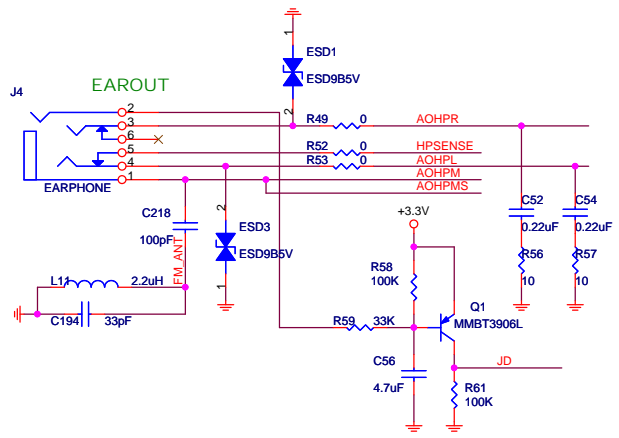 1
ESD1
EAROUT
J4
ESD9B5V
2
2
3
R49 0 AOHPR
6
5
R52 0 HPSENSE
4
R53 0 AOHPL
AOHPM
1
EARPHONE
AOHPMS
C52
C54
2
C218
+3.3V
0.22uF
0.22uF
ESD3
100pF
ESD9B5V
R56
R57
FM_ANT
R58
100K
10
10
L11
2.2uH
1
Q1
C194
33pF
R59
33K
MMBT3906L
C56
JD
4.7uF
R61
100K